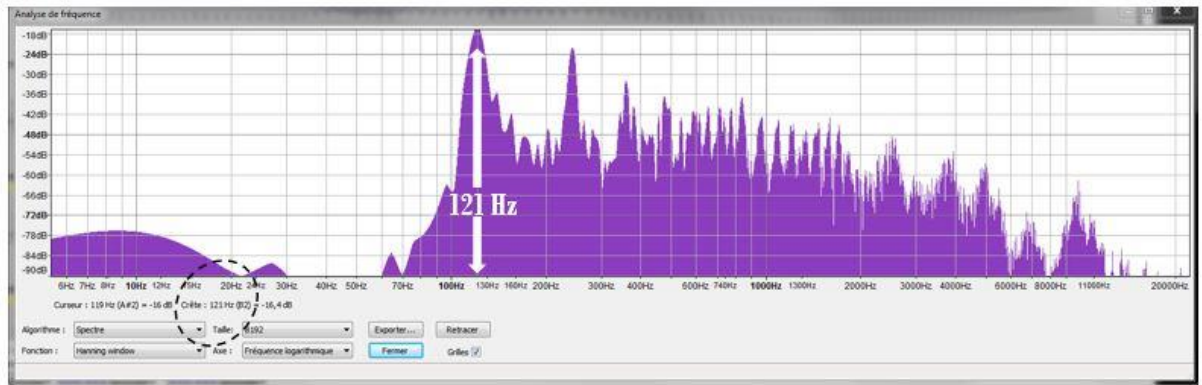 Analyse de fréquence
-16dB
-24dB
-30dB
-36dB
-42dB
-48dB
-54dB
-60dB
-66dB
-72dB
-78dB
-84dB
-90dB
121 Hz
6Hz 7Hz 8Hz 10Hz 12Hz 15Hz 20Hz 24Hz 30Hz 40Hz 50Hz 70Hz 100Hz 130Hz 160Hz 200Hz 300Hz 400Hz 600Hz 740Hz 1000Hz 1300Hz 2000Hz 3000Hz 4000Hz 6000Hz 8000Hz 11000Hz 20000Hz
Curseur : 119 Hz (A#2) = -16 dB Crête : 121 Hz (B2) = -16,4 dB
Algorithme : Spectre Taille: 8192 Exporter... Retracer
Fonction : Hanning window Axe : Fréquence logarithmique Fermer Grilles